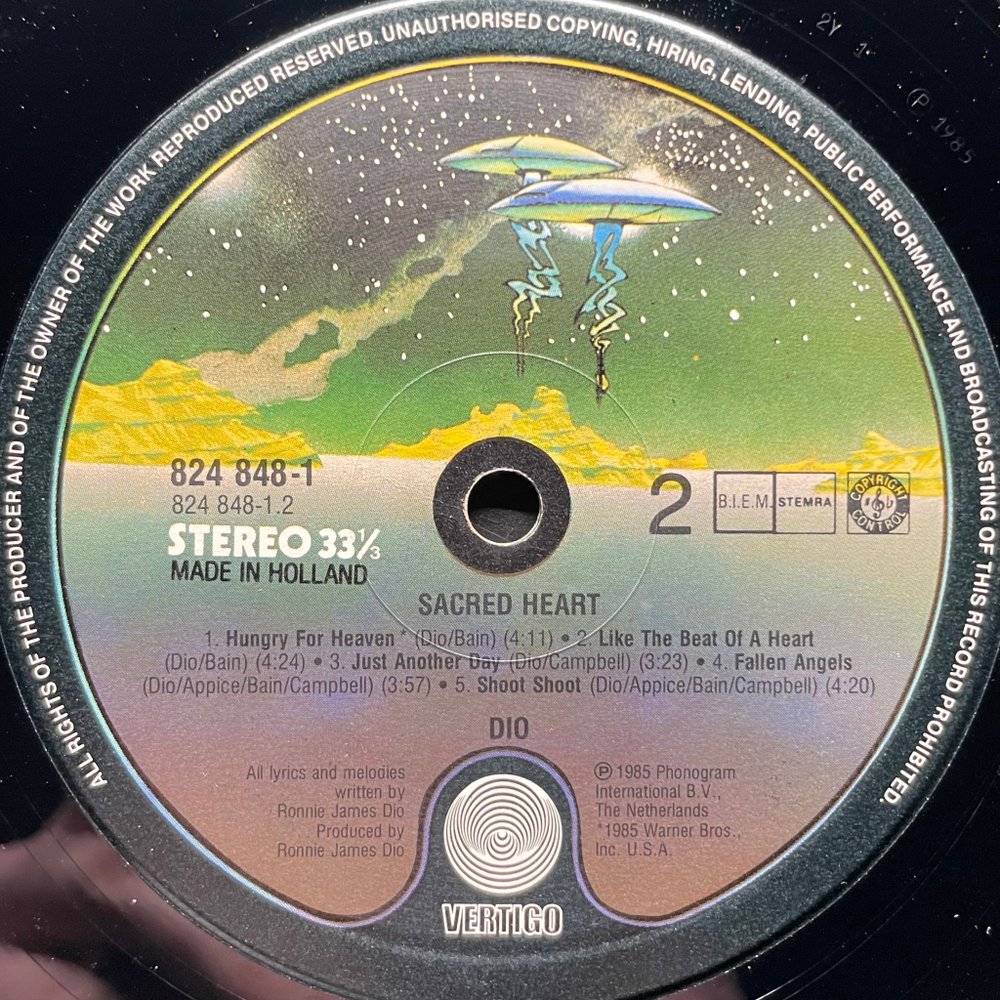 ALL RIGHTS OF THE PRODUCER AND OF THE OWNER OF THE WORK REPRODUCED RESERVED. UNAUTHORISED COPYING, HIRING, LENDING, PUBLIC PERFORMANCE AND BROADCASTING OF THIS RECORD PROHIBITED.
2Y 1
Ⓟ 1985
824 848-1
824 848-1.2
STEREO 33⅓
MADE IN HOLLAND
2
B.I.E.M.
STEMRA
COPYRIGHT
CONTROL
SACRED HEART
1. Hungry For Heaven* (Dio/Bain) (4:11) • 2. Like The Beat Of A Heart
(Dio/Bain) (4:24) • 3. Just Another Day (Dio/Campbell) (3:23) • 4. Fallen Angels
(Dio/Appice/Bain/Campbell) (3:57) • 5. Shoot Shoot (Dio/Appice/Bain/Campbell) (4:20)
DIO
All lyrics and melodies
written by
Ronnie James Dio
Produced by
Ronnie James Dio
Ⓟ 1985 Phonogram
International B.V.,
The Netherlands
*1985 Warner Bros.,
Inc. U.S.A.
VERTIGO